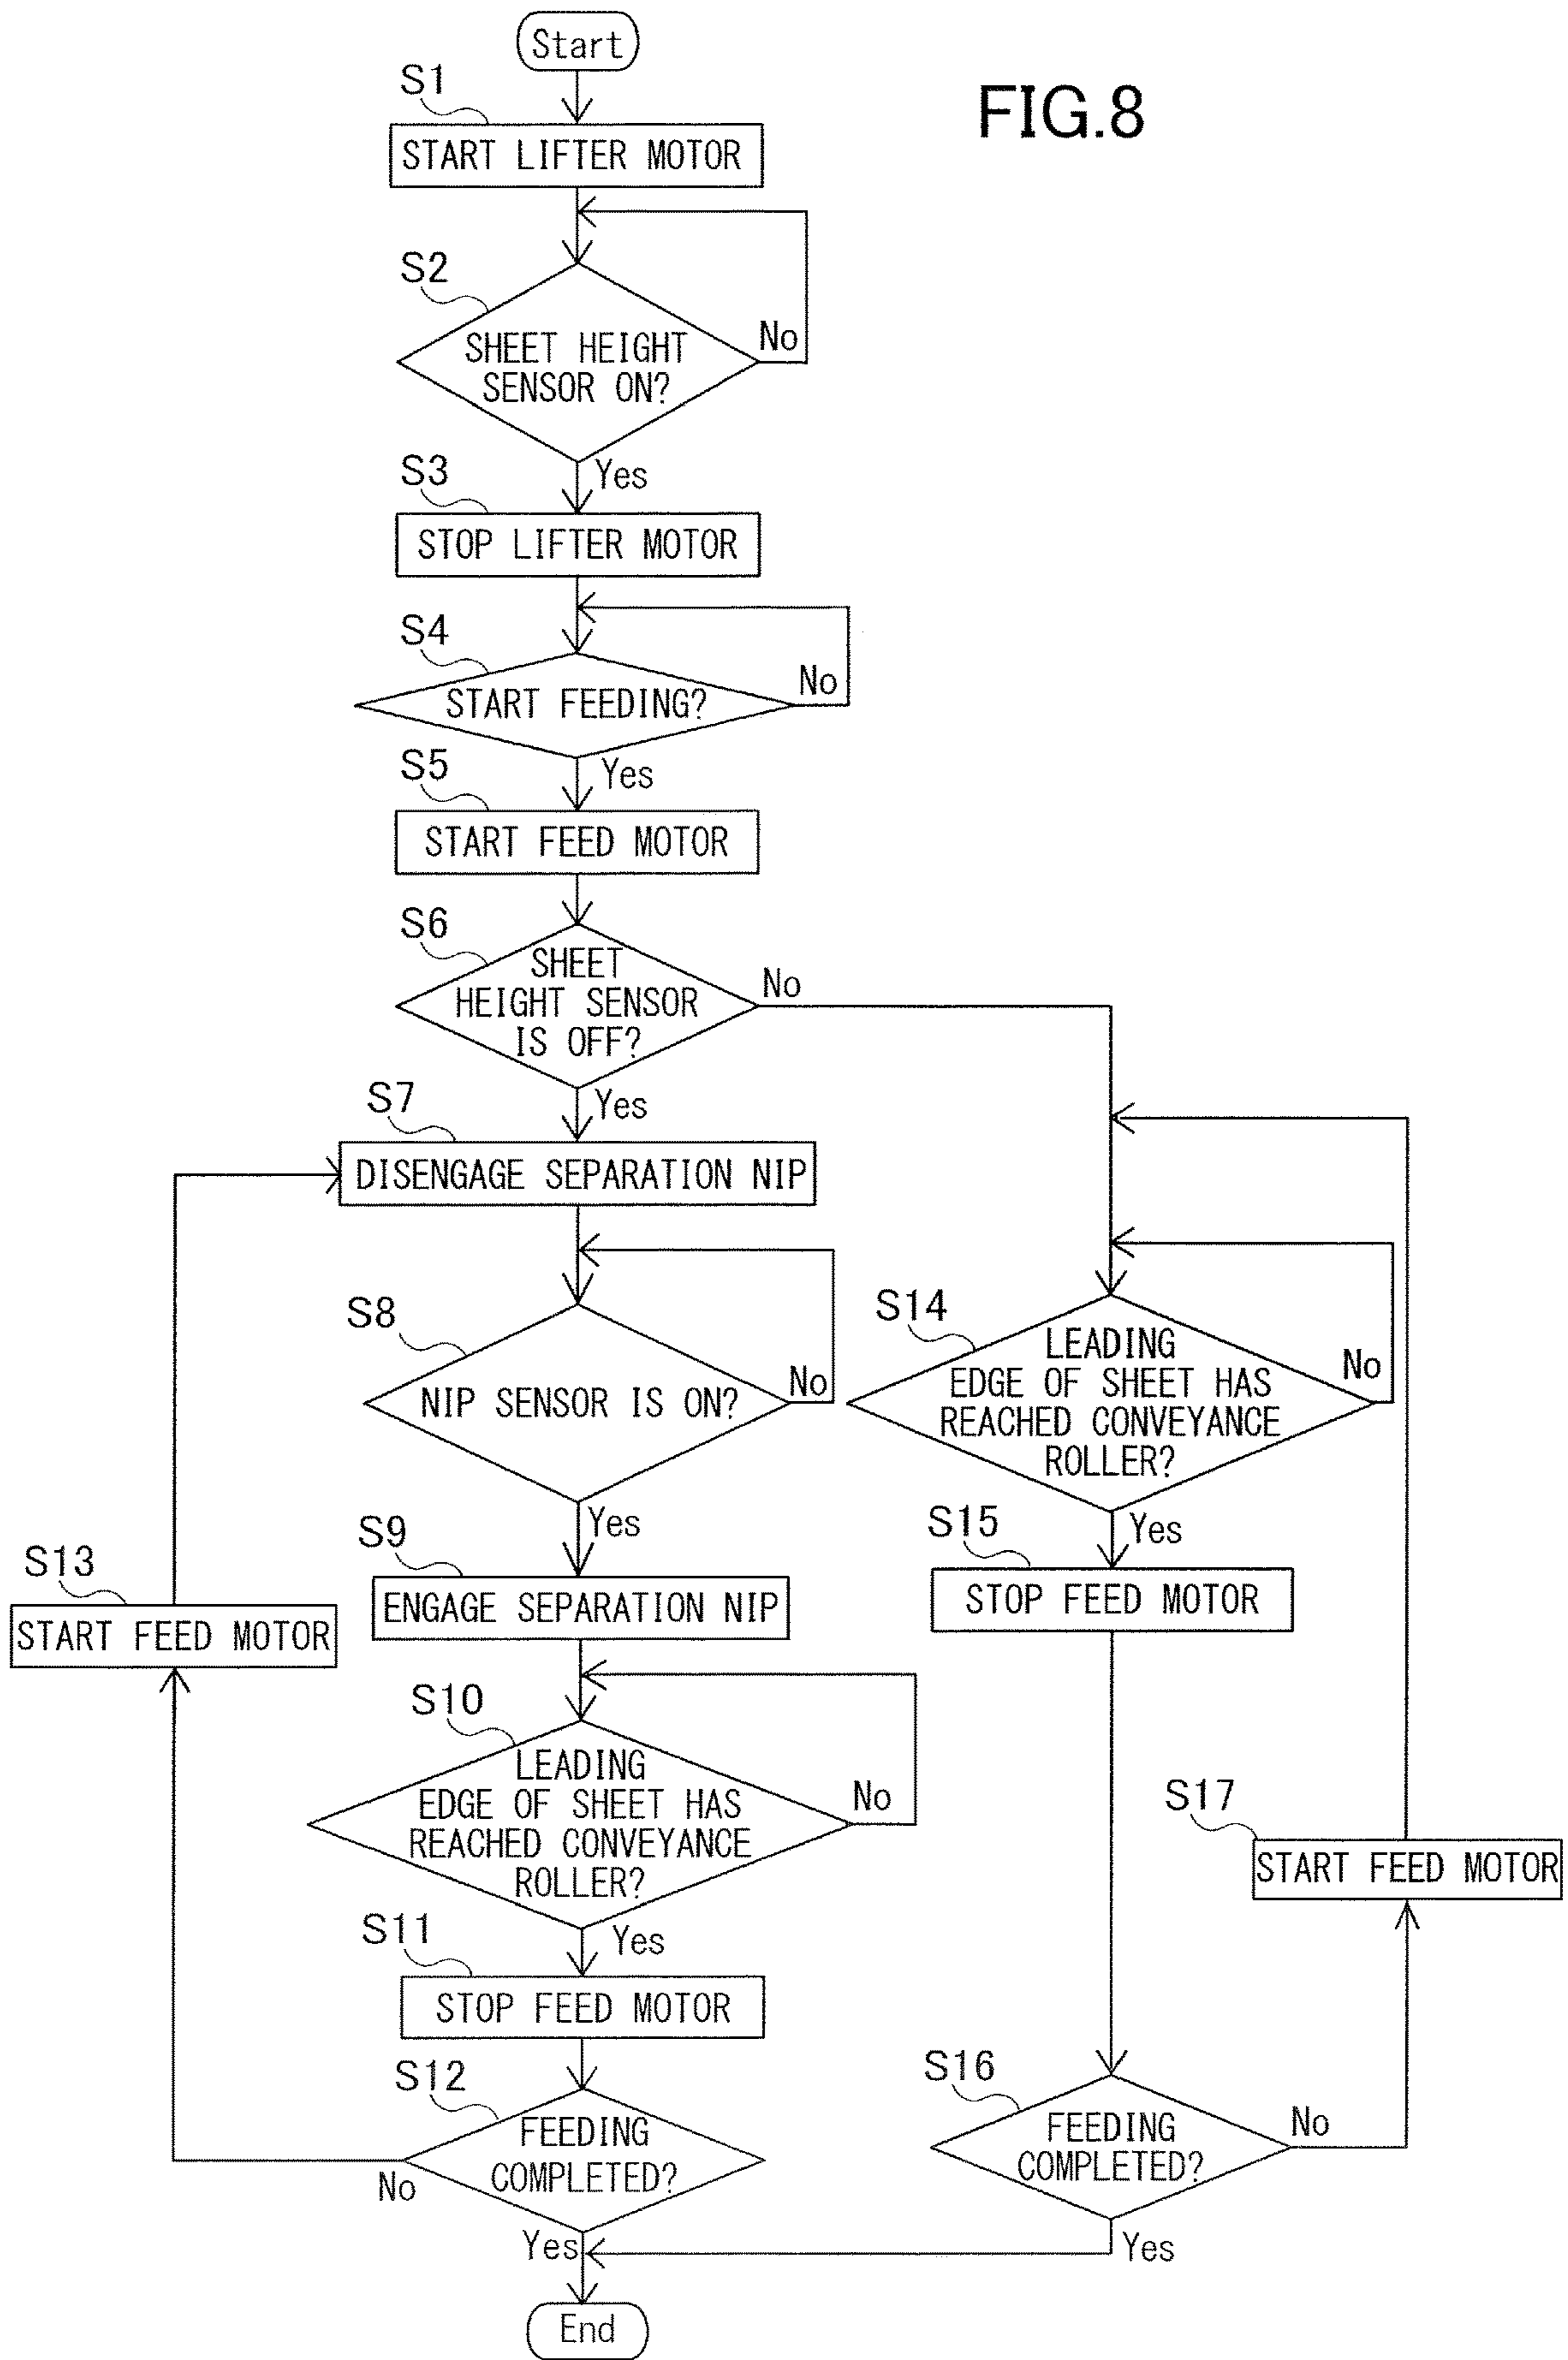 Start
FIG.8
S1
START LIFTER MOTOR
S2
SHEET HEIGHT
SENSOR ON?
No
Yes
S3
STOP LIFTER MOTOR
S4
START FEEDING?
No
Yes
S5
START FEED MOTOR
S6
SHEET
HEIGHT SENSOR
IS OFF?
No
Yes
S7
DISENGAGE SEPARATION NIP
S8
NIP SENSOR IS ON?
No
Yes
S9
ENGAGE SEPARATION NIP
S10
LEADING
EDGE OF SHEET HAS
REACHED CONVEYANCE
ROLLER?
No
Yes
S11
STOP FEED MOTOR
S12
FEEDING
COMPLETED?
No
Yes
S13
START FEED MOTOR
S14
LEADING
EDGE OF SHEET HAS
REACHED CONVEYANCE
ROLLER?
No
Yes
S15
STOP FEED MOTOR
S16
FEEDING
COMPLETED?
No
Yes
S17
START FEED MOTOR
End